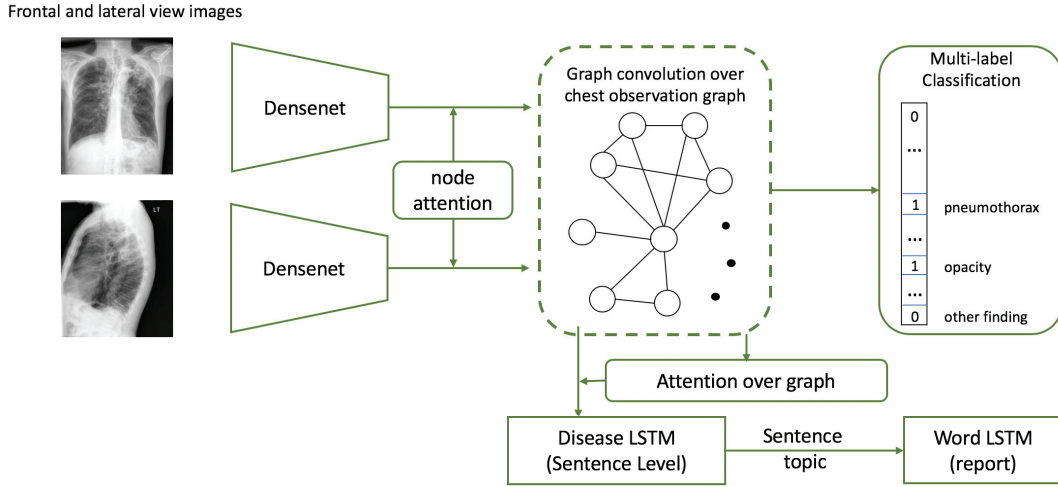 Frontal and lateral view images
LT
Densenet
node
attention
Densenet
Graph convolution over
chest observation graph
Multi-label
Classification
0
...
1 pneumothorax
...
1 opacity
...
0 other finding
Attention over graph
Disease LSTM
(Sentence Level)
Sentence
topic
Word LSTM
(report)